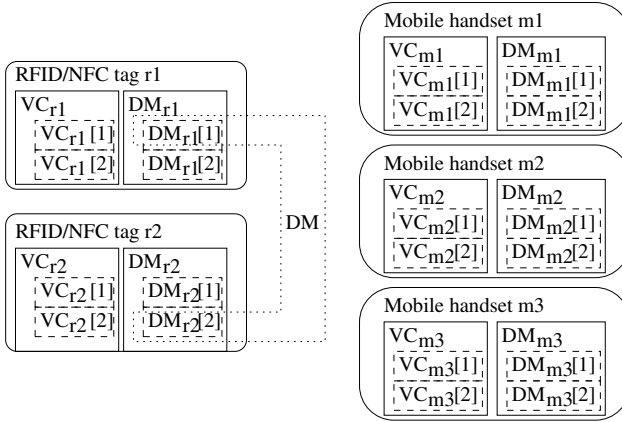 RFID/NFC tag r1
VCr1 DMr1
VCr1[1] DMr1[1]
VCr1[2] DMr1[2]
RFID/NFC tag r2
VCr2 DMr2
VCr2[1] DMr2[1]
VCr2[2] DMr2[2]
DM
Mobile handset m1
VCm1 DMm1
VCm1[1] DMm1[1]
VCm1[2] DMm1[2]
Mobile handset m2
VCm2 DMm2
VCm2[1] DMm2[1]
VCm2[2] DMm2[2]
Mobile handset m3
VCm3 DMm3
VCm3[1] DMm3[1]
VCm3[2] DMm3[2]